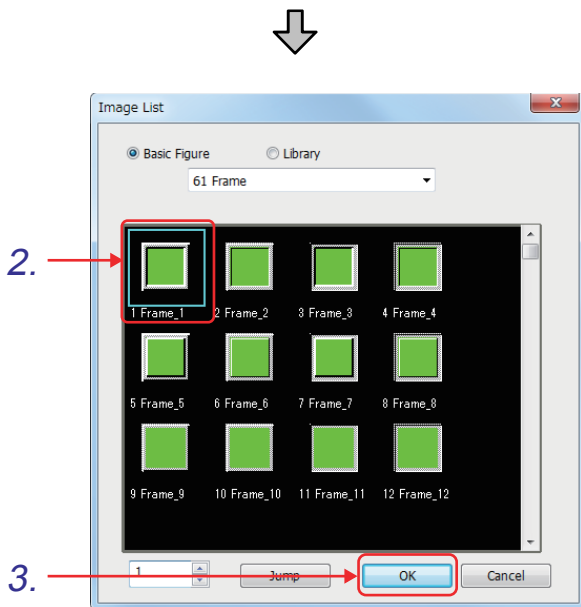 Image List
Basic Figure Library
61 Frame
2.
1 Frame_1 2 Frame_2 3 Frame_3 4 Frame_4
5 Frame_5 6 Frame_6 7 Frame_7 8 Frame_8
9 Frame_9 10 Frame_10 11 Frame_11 12 Frame_12
3.
1 Jump OK Cancel